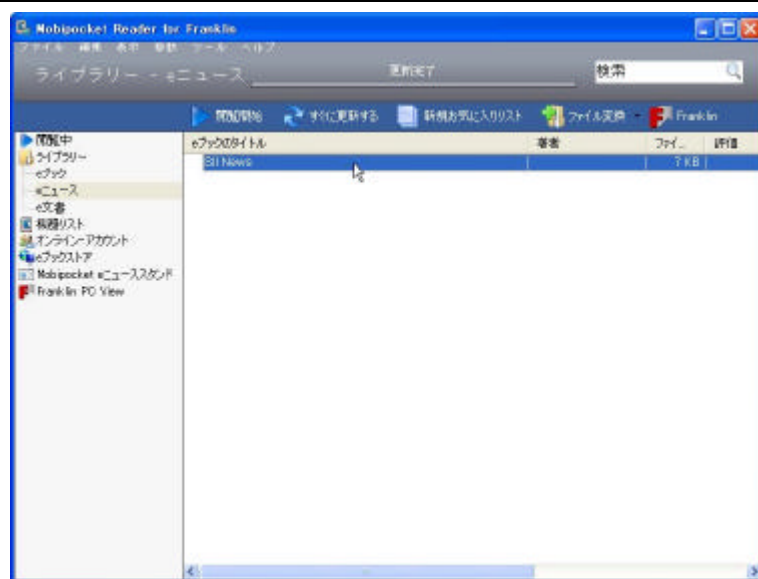 Mobipocket Reader for Franklin
ファイル 編集 表示 移動 ツール ヘルプ
ライブラリー - eニュース
更新完了
検索
閲覧開始 すぐに更新する 新規お気に入りリスト ファイル変換 Franklin
閲覧中
ライブラリー
eブック
eニュース
e文書
機種リスト
オンライン・アカウント
eブックストア
Mobipocket eニューススタンド
Franklin PC View
eブックのタイトル 著者 ファイ... 評価
SII News 7 KB